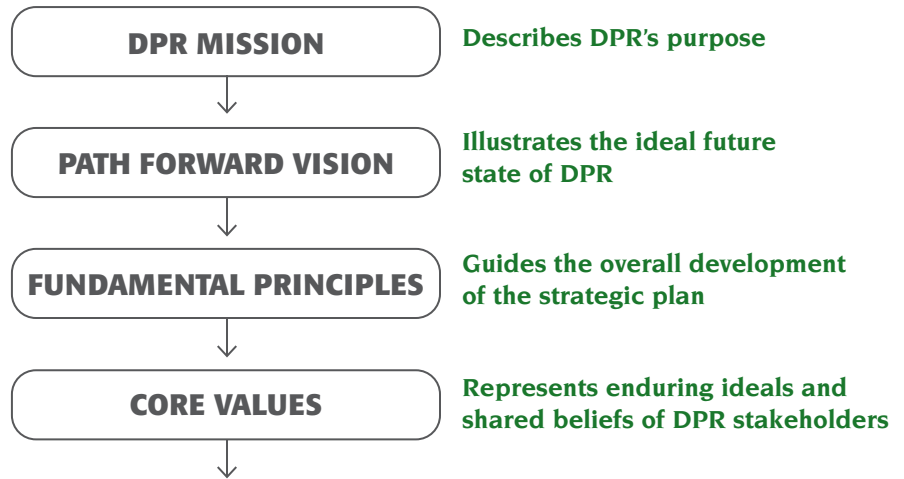 DPR MISSION
Describes DPR's purpose
PATH FORWARD VISION
Illustrates the ideal future
state of DPR
FUNDAMENTAL PRINCIPLES
Guides the overall development
of the strategic plan
CORE VALUES
Represents enduring ideals and
shared beliefs of DPR stakeholders